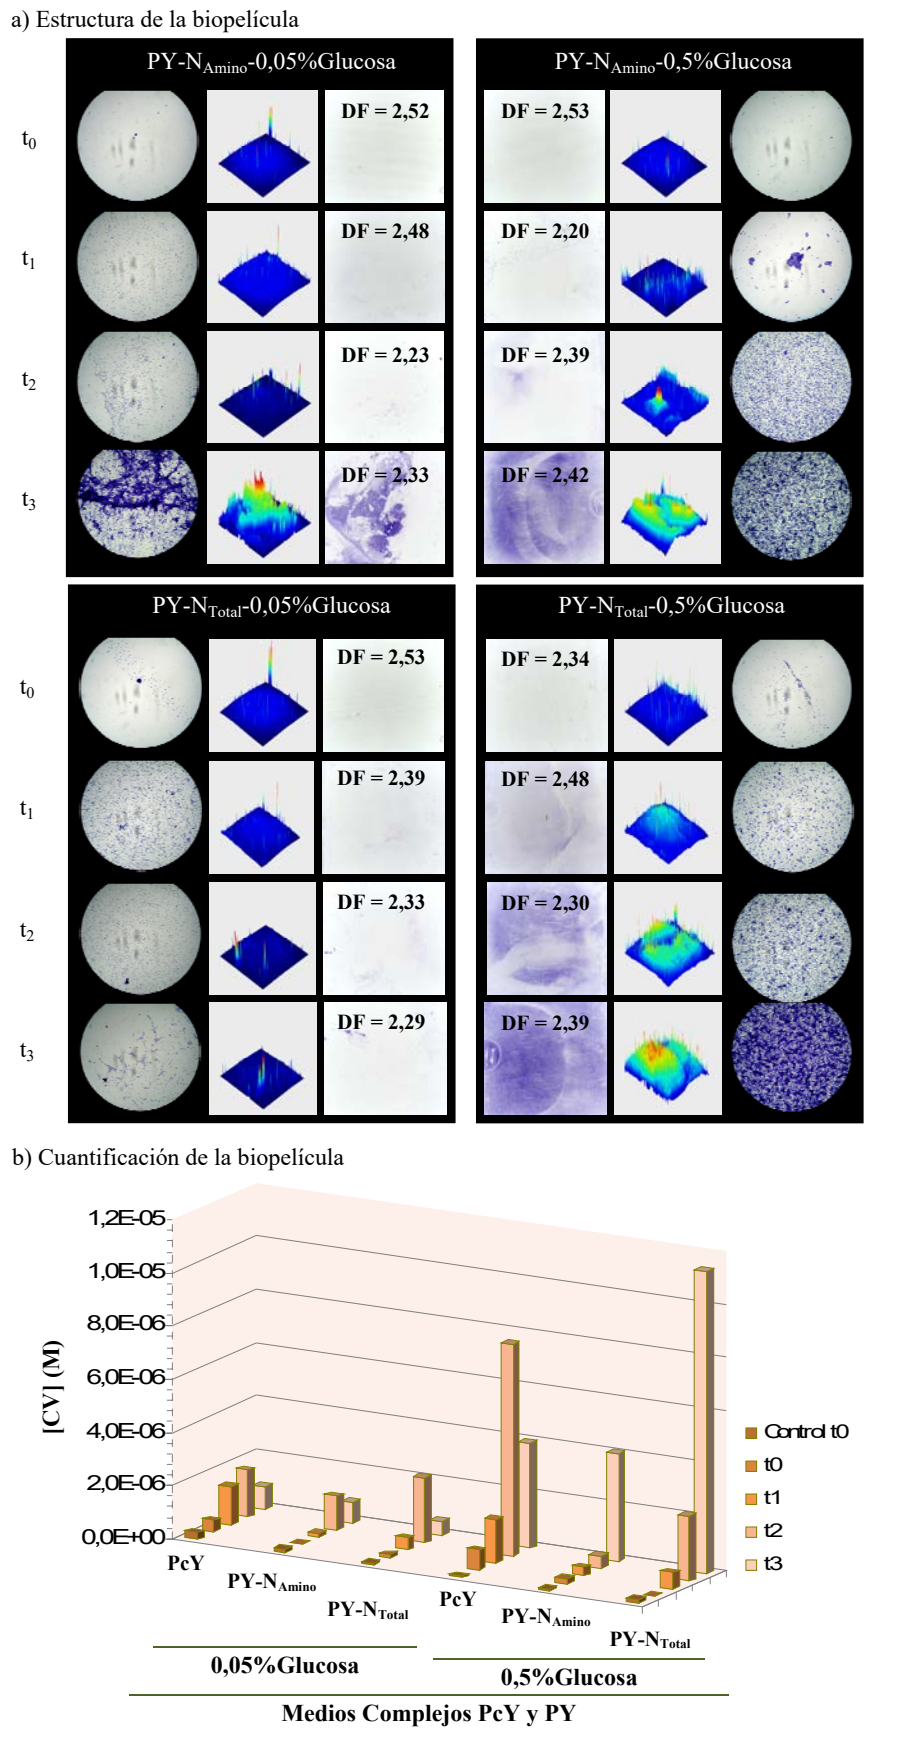 a) Estructura de la biopelícula
PY-NAmino-0,05%Glucosa
PY-NAmino-0,5%Glucosa
t0
DF = 2,52
DF = 2,53
t1
DF = 2,48
DF = 2,20
t2
DF = 2,23
DF = 2,39
t3
DF = 2,33
DF = 2,42
PY-NTotal-0,05%Glucosa
PY-NTotal-0,5%Glucosa
t0
DF = 2,53
DF = 2,34
t1
DF = 2,39
DF = 2,48
t2
DF = 2,33
DF = 2,30
t3
DF = 2,29
DF = 2,39
b) Cuantificación de la biopelícula
[CV] (M)
1,2E-05
1,0E-05
8,0E-06
6,0E-06
4,0E-06
2,0E-06
0,0E+00
Control t0
t0
t1
t2
t3
PcY
PY-NAmino
PY-NTotal
PcY
PY-NAmino
PY-NTotal
0,05%Glucosa
0,5%Glucosa
Medios Complejos PcY y PY